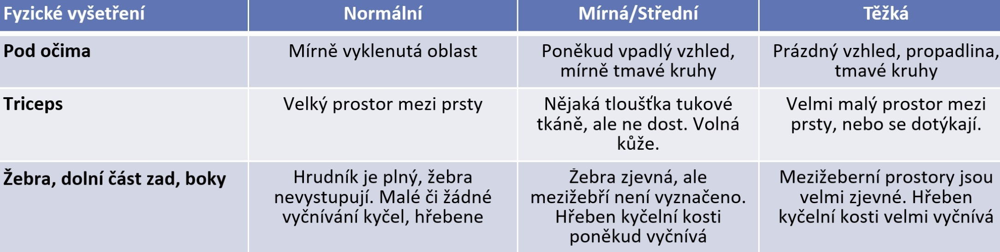 Fyzické vyšetření
Normální
Mírná/Střední
Těžká
Pod očima
Mírně vyklenutá oblast
Poněkud vpadlý vzhled,
mírně tmavé kruhy
Prázdný vzhled, propadlina,
tmavé kruhy
Triceps
Velký prostor mezi prsty
Nějaká tloušťka tukové
tkáně, ale ne dost. Volná
kůže.
Velmi malý prostor mezi
prsty, nebo se dotýkají.
Žebra, dolní část zad, boky
Hrudník je plný, žebra
nevystupují. Malé či žádné
vyčnívání kyčel, hřebene
Žebra zjevná, ale
mezižebří není vyznačeno.
Hřeben kyčelní kosti
poněkud vyčnívá
Mezižeberní prostory jsou
velmi zjevné. Hřeben
kyčelní kosti velmi vyčnívá